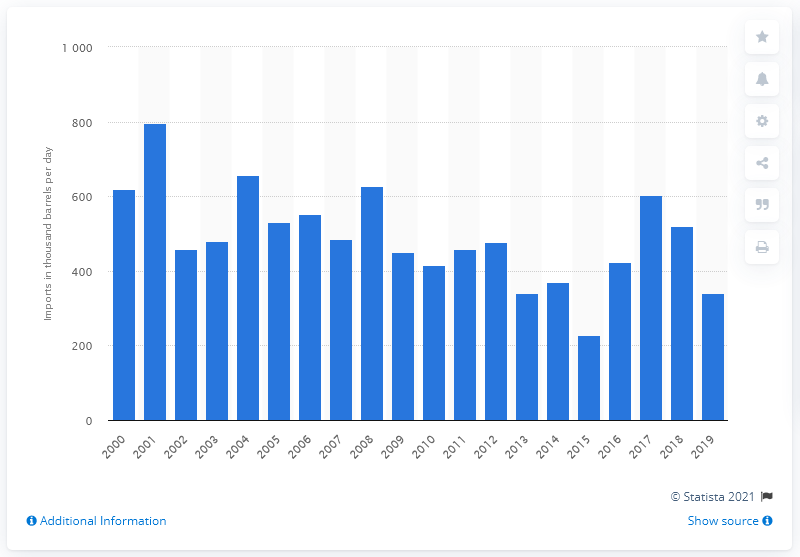 1 000
800
600
400
200
0
Imports in thousand barrels per day
2000 2001 2002 2003 2004 2005 2006 2007 2008 2009 2010 2011 2012 2013 2014 2015 2016 2017 2018 2019
© Statista 2021
Additional Information
Show source